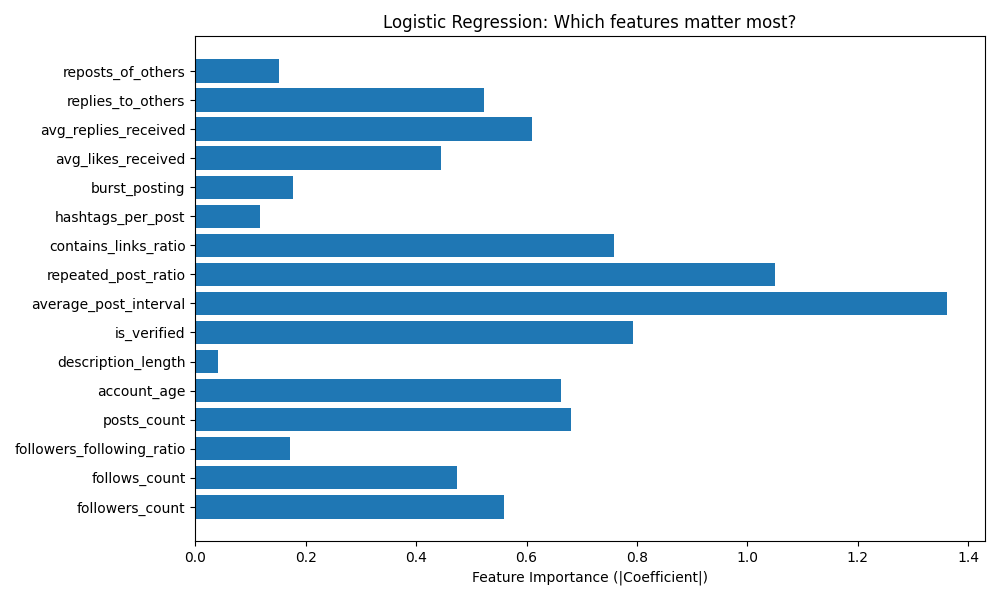 Logistic Regression: Which features matter most?
reposts_of_others
replies_to_others
avg_replies_received
avg_likes_received
burst_posting
hashtags_per_post
contains_links_ratio
repeated_post_ratio
average_post_interval
is_verified
description_length
account_age
posts_count
followers_following_ratio
follows_count
followers_count
0.0 0.2 0.4 0.6 0.8 1.0 1.2 1.4
Feature Importance (|Coefficient|)